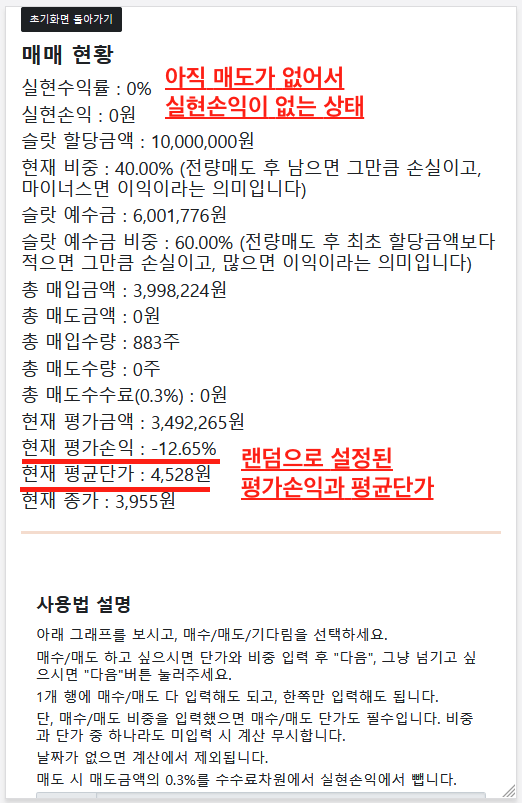 초기화면 돌아가기
매매 현황
실현수익률 : 0%
아직 매도가 없어서
실현손익이 없는 상태
실현손익 : 0원
슬랏 할당금액 : 10,000,000원
현재 비중 : 40.00% (전량매도 후 남으면 그만큼 손실이고,
마이너스면 이익이라는 의미입니다)
슬랏 예수금 : 6,001,776원
슬랏 예수금 비중 : 60.00% (전량매도 후 최초 할당금액보다
적으면 그만큼 손실이고, 많으면 이익이라는 의미입니다)
총 매입금액 : 3,998,224원
총 매도금액 : 0원
총 매입수량 : 883주
총 매도수량 : 0주
총 매도수수료(0.3%) : 0원
현재 평가금액 : 3,492,265원
현재 평가손익 : -12.65%
현재 평균단가 : 4,528원
랜덤으로 설정된
평가손익과 평균단가
현재 종가 : 3,955원
사용법 설명
아래 그래프를 보시고, 매수/매도/기다림을 선택하세요.
매수/매도 하고 싶으시면 단가와 비중 입력 후 "다음", 그냥 넘기고 싶
으시면 "다음"버튼 눌러주세요.
1개 행에 매수/매도 다 입력해도 되고, 한쪽만 입력해도 됩니다.
단, 매수/매도 비중을 입력했으면 매수/매도 단가도 필수입니다. 비중
과 단가 중 하나라도 미입력 시 계산 무시합니다.
날짜가 없으면 계산에서 제외됩니다.
매도 시 매도금액의 0.3%를 수수료차원에서 실현손익에서 뺍니다.